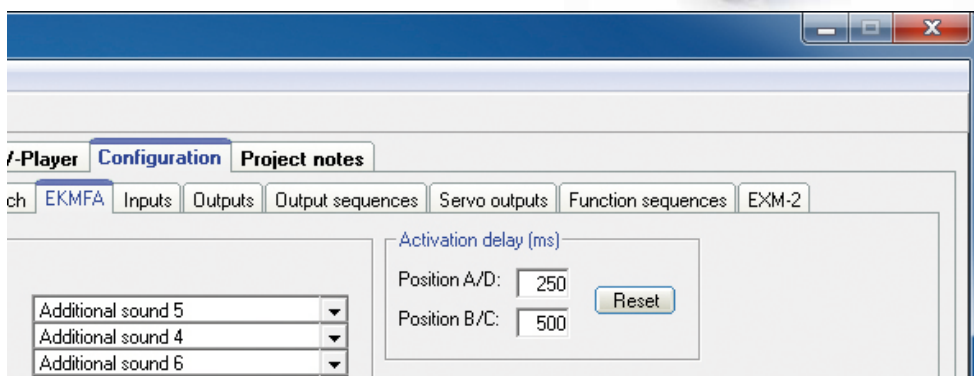 /-Player Configuration Project notes
ch EKMFA Inputs Outputs Output sequences Servo outputs Function sequences EXM-2
Activation delay (ms)
Position A/D: 250
Reset
Position B/C: 500
Additional sound 5
Additional sound 4
Additional sound 6